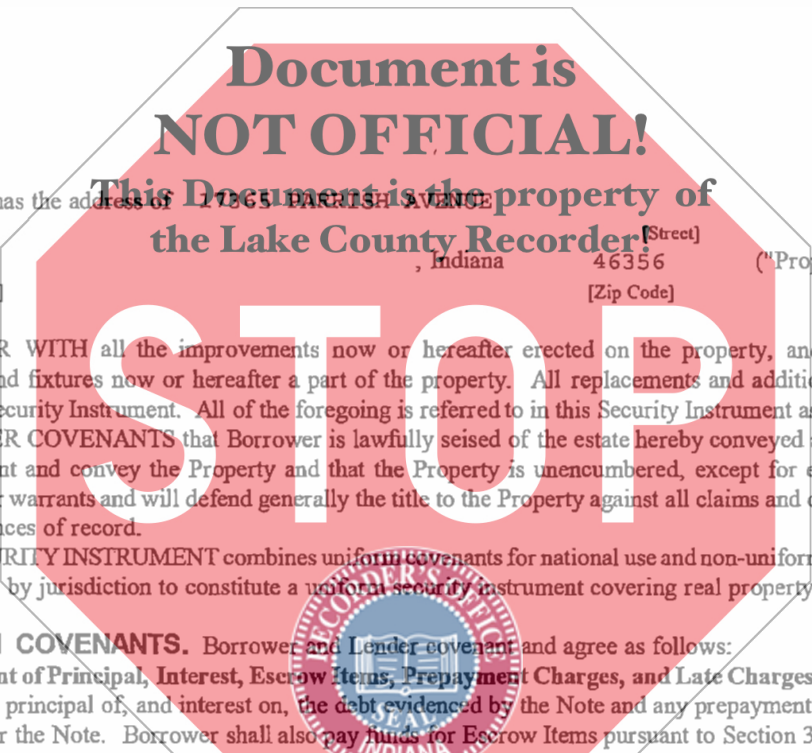 Document is
NOT OFFICIAL!
This Document is the property of
the Lake County Recorder!
has the address of 17365 PARRISH AVENUE
[Street]
, Indiana 46356 ("Pro
]
[Zip Code]
STOP
R WITH all the improvements now or hereafter erected on the property, and
nd fixtures now or hereafter a part of the property. All replacements and additi
ecurity Instrument. All of the foregoing is referred to in this Security Instrument a
ER COVENANTS that Borrower is lawfully seised of the estate hereby conveyed
nt and convey the Property and that the Property is unencumbered, except for e
r warrants and will defend generally the title to the Property against all claims and
nces of record.
URITY INSTRUMENT combines uniform covenants for national use and non-uniform
by jurisdiction to constitute a uniform security instrument covering real property
COVENANTS. Borrower and Lender covenant and agree as follows:
nt of Principal, Interest, Escrow Items, Prepayment Charges, and Late Charges
principal of, and interest on, the debt evidenced by the Note and any prepayment
r the Note. Borrower shall also pay funds for Escrow Items pursuant to Section 3
RECORDER'S OFFICE
SEAL
INDIANA